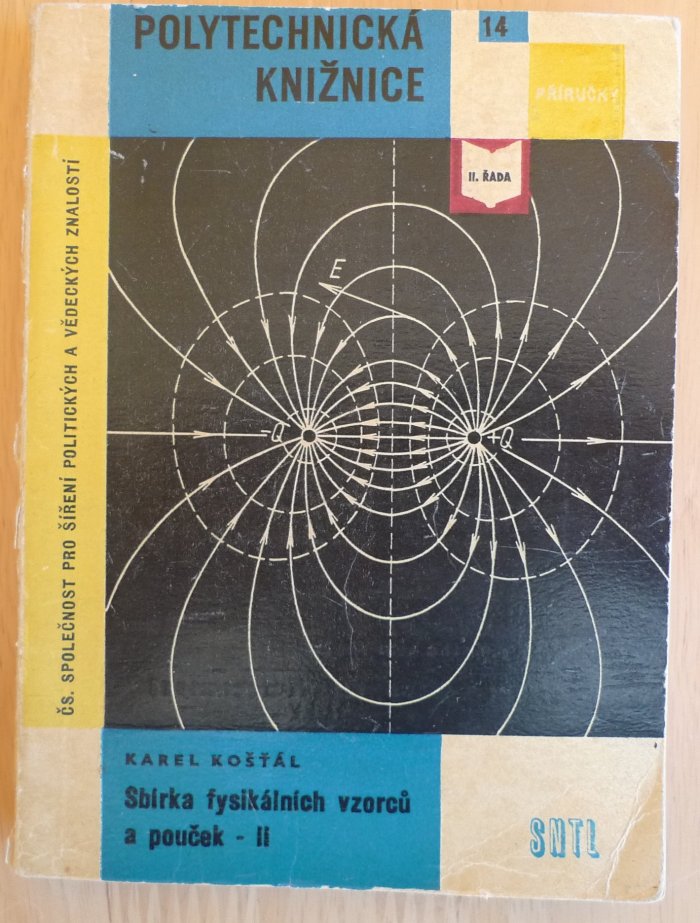 POLYTECHNICKÁ
KNIŽNICE
14
PŘÍRUČKY
II. ŘADA
ČS. SPOLEČNOST PRO ŠÍŘENÍ POLITICKÝCH A VĚDECKÝCH ZNALOSTÍ
E
-Q
+Q
KAREL KOŠŤÁL
Sbírka fysikálních vzorců
a pouček - II
SNTL